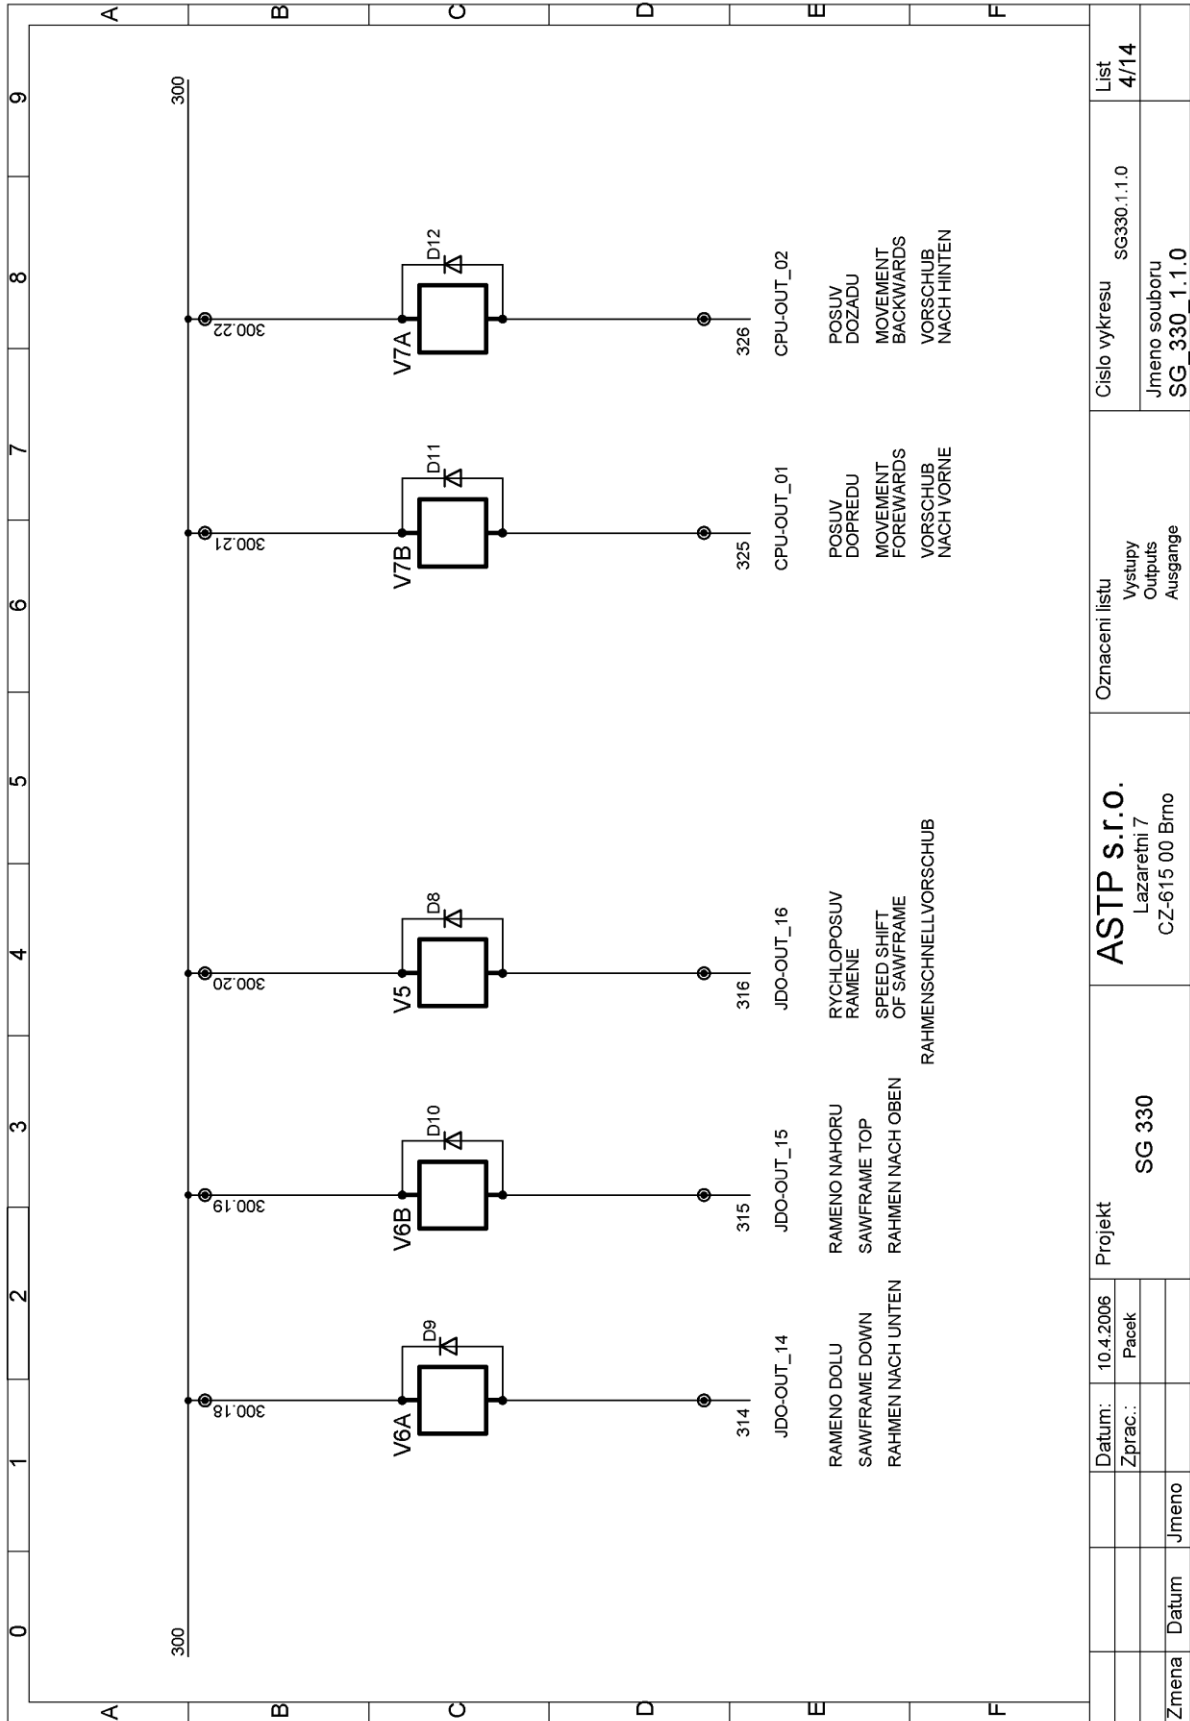 0 1 2 3 4 5 6 7 8 9
A A
B B
C C
D D
E E
F F
300 300
300.18 300.19 300.20 300.21 300.22
V6A D9
V6B D10
V5 D8
V7B D11
V7A D12
314
JDO-OUT_14
RAMENO DOLU
SAWFRAME DOWN
RAHMEN NACH UNTEN
315
JDO-OUT_15
RAMENO NAHORU
SAWFRAME TOP
RAHMEN NACH OBEN
316
JDO-OUT_16
RYCHLOPOSUV
RAMENE
SPEED SHIFT
OF SAWFRAME
RAHMENSCHNELLVORSCHUB
325
CPU-OUT_01
POSUV
DOPREDU
MOVEMENT
FOREWARDS
VORSCHUB
NACH VORNE
326
CPU-OUT_02
POSUV
DOZADU
MOVEMENT
BACKWARDS
VORSCHUB
NACH HINTEN
Zmena Datum Jmeno
Datum: 10.4.2006
Zprac.: Pacek
Projekt
SG 330
ASTP s.r.o.
Lazaretni 7
CZ-615 00 Brno
Oznaceni listu
Vystupy
Outputs
Ausgange
Cislo vykresu
SG330.1.1.0
Jmeno souboru
SG_330_1.1.0
List
4/14